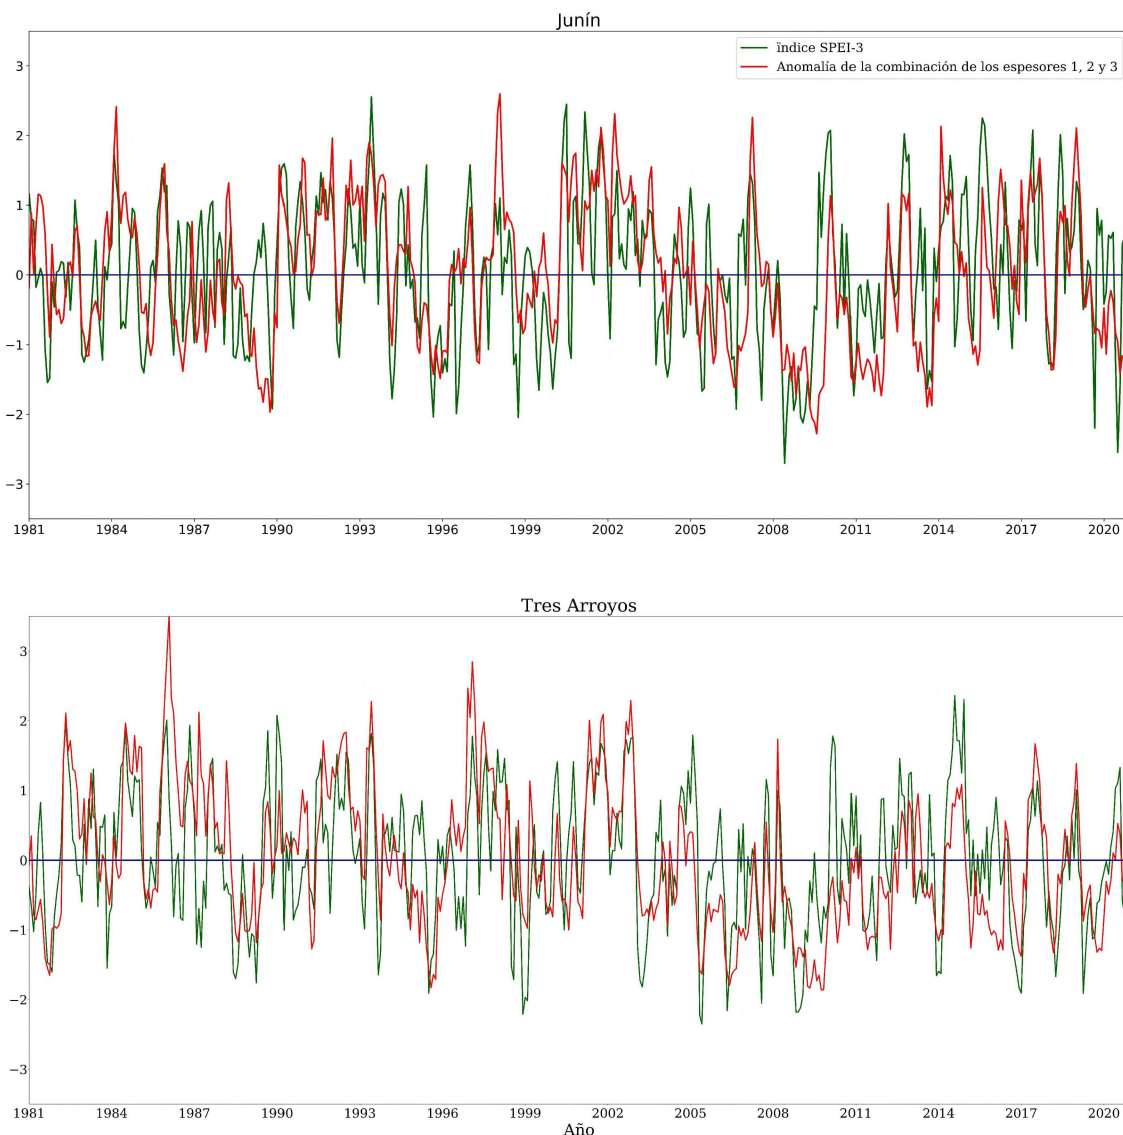 Junín
ïndice SPEI-3
Anomalía de la combinación de los espesores 1, 2 y 3
3
2
1
0
−1
−2
−3
1981 1984 1987 1990 1993 1996 1999 2002 2005 2008 2011 2014 2017 2020
Tres Arroyos
3
2
1
0
−1
−2
−3
1981 1984 1987 1990 1993 1996 1999 2002 2005 2008 2011 2014 2017 2020
Año